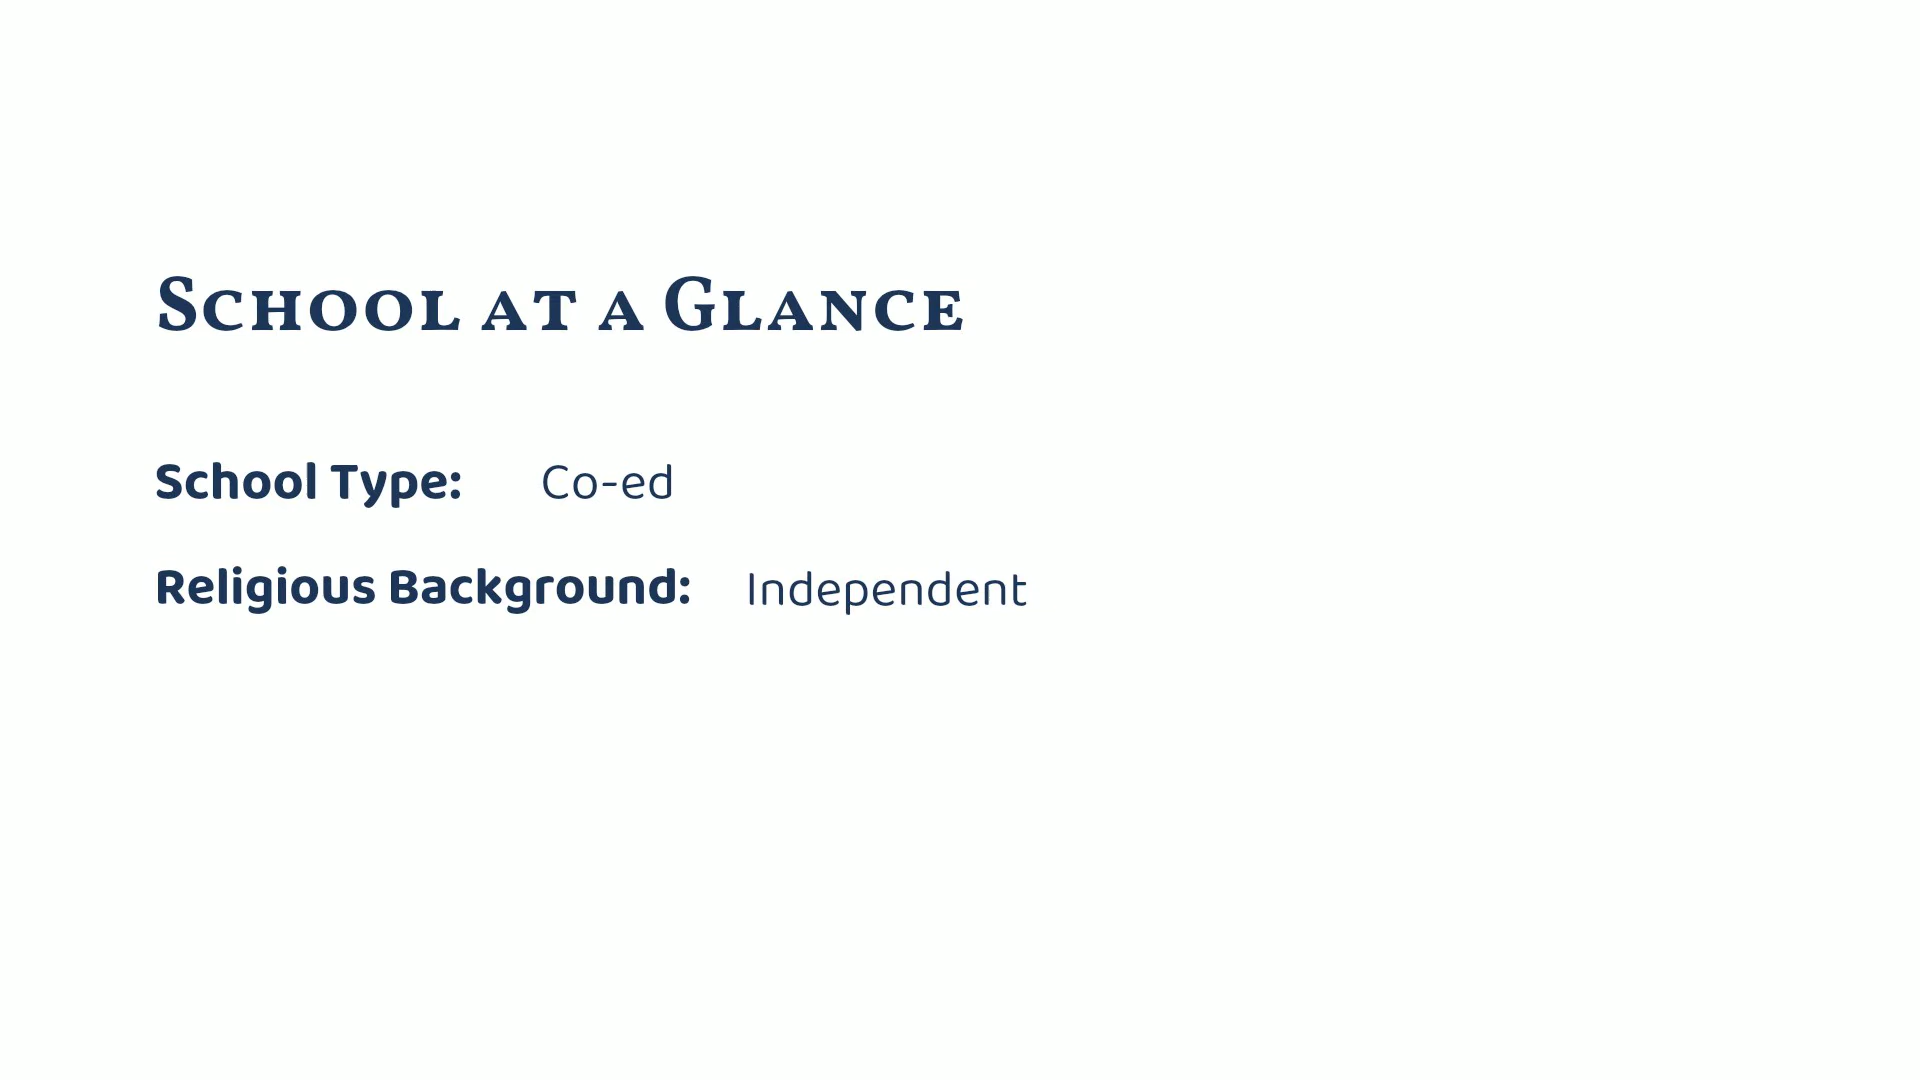 School at a Glance
School Type: Co-ed
Religious Background: Independent